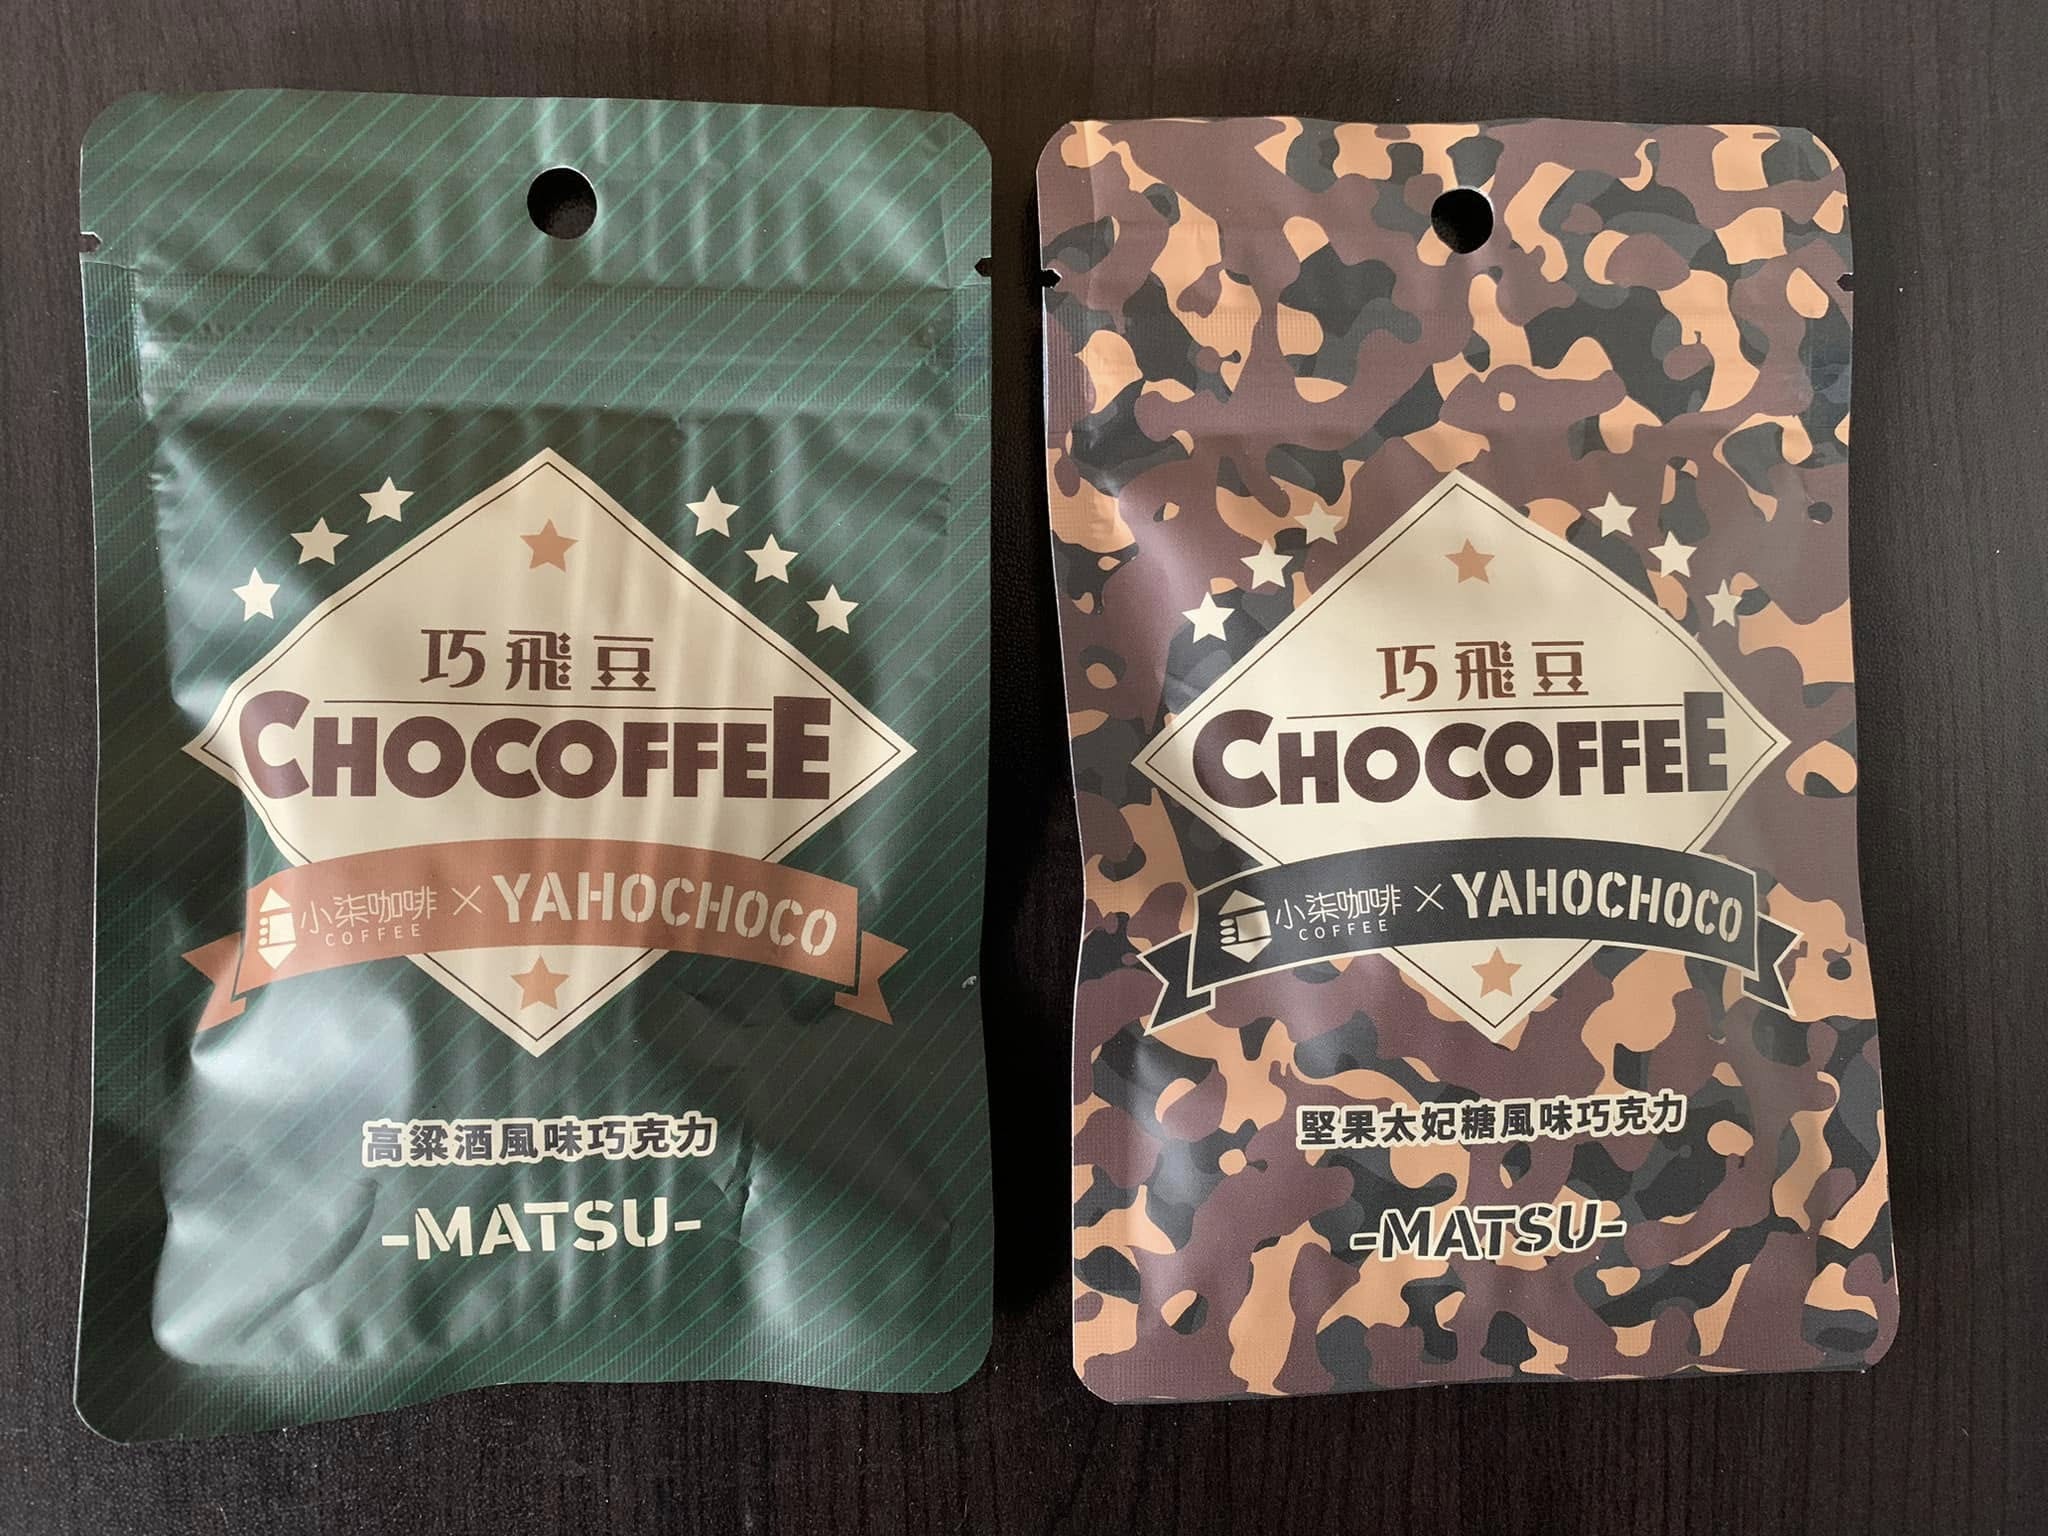 巧飛豆
CHOCOFFEE
小柒咖啡 × YAHOCHOCO
COFFEE
高粱酒風味巧克力
-MATSU-
巧飛豆
CHOCOFFEE
小柒咖啡 × YAHOCHOCO
COFFEE
堅果太妃糖風味巧克力
-MATSU-